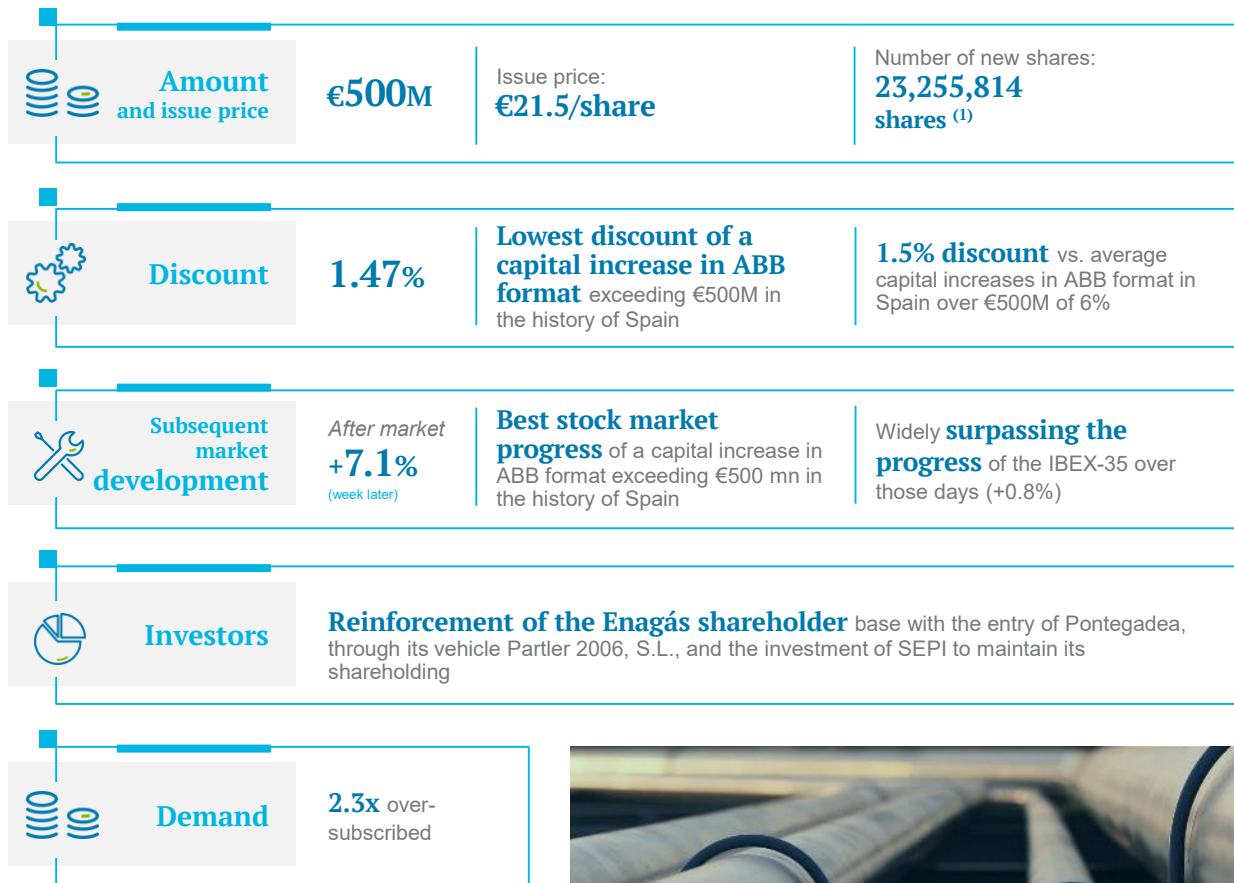 Amount
and issue price
€500M
Issue price:
€21.5/share
Number of new shares:
23,255,814
shares (1)
Discount
1.47%
Lowest discount of a
capital increase in ABB
format exceeding €500M in
the history of Spain
1.5% discount vs. average
capital increases in ABB format in
Spain over €500M of 6%
Subsequent
market
development
After market
+7.1%
(week later)
Best stock market
progress of a capital increase in
ABB format exceeding €500 mn in
the history of Spain
Widely surpassing the
progress of the IBEX-35 over
those days (+0.8%)
Investors
Reinforcement of the Enagás shareholder base with the entry of Pontegadea,
through its vehicle Partler 2006, S.L., and the investment of SEPI to maintain its
shareholding
Demand
2.3x over-
subscribed